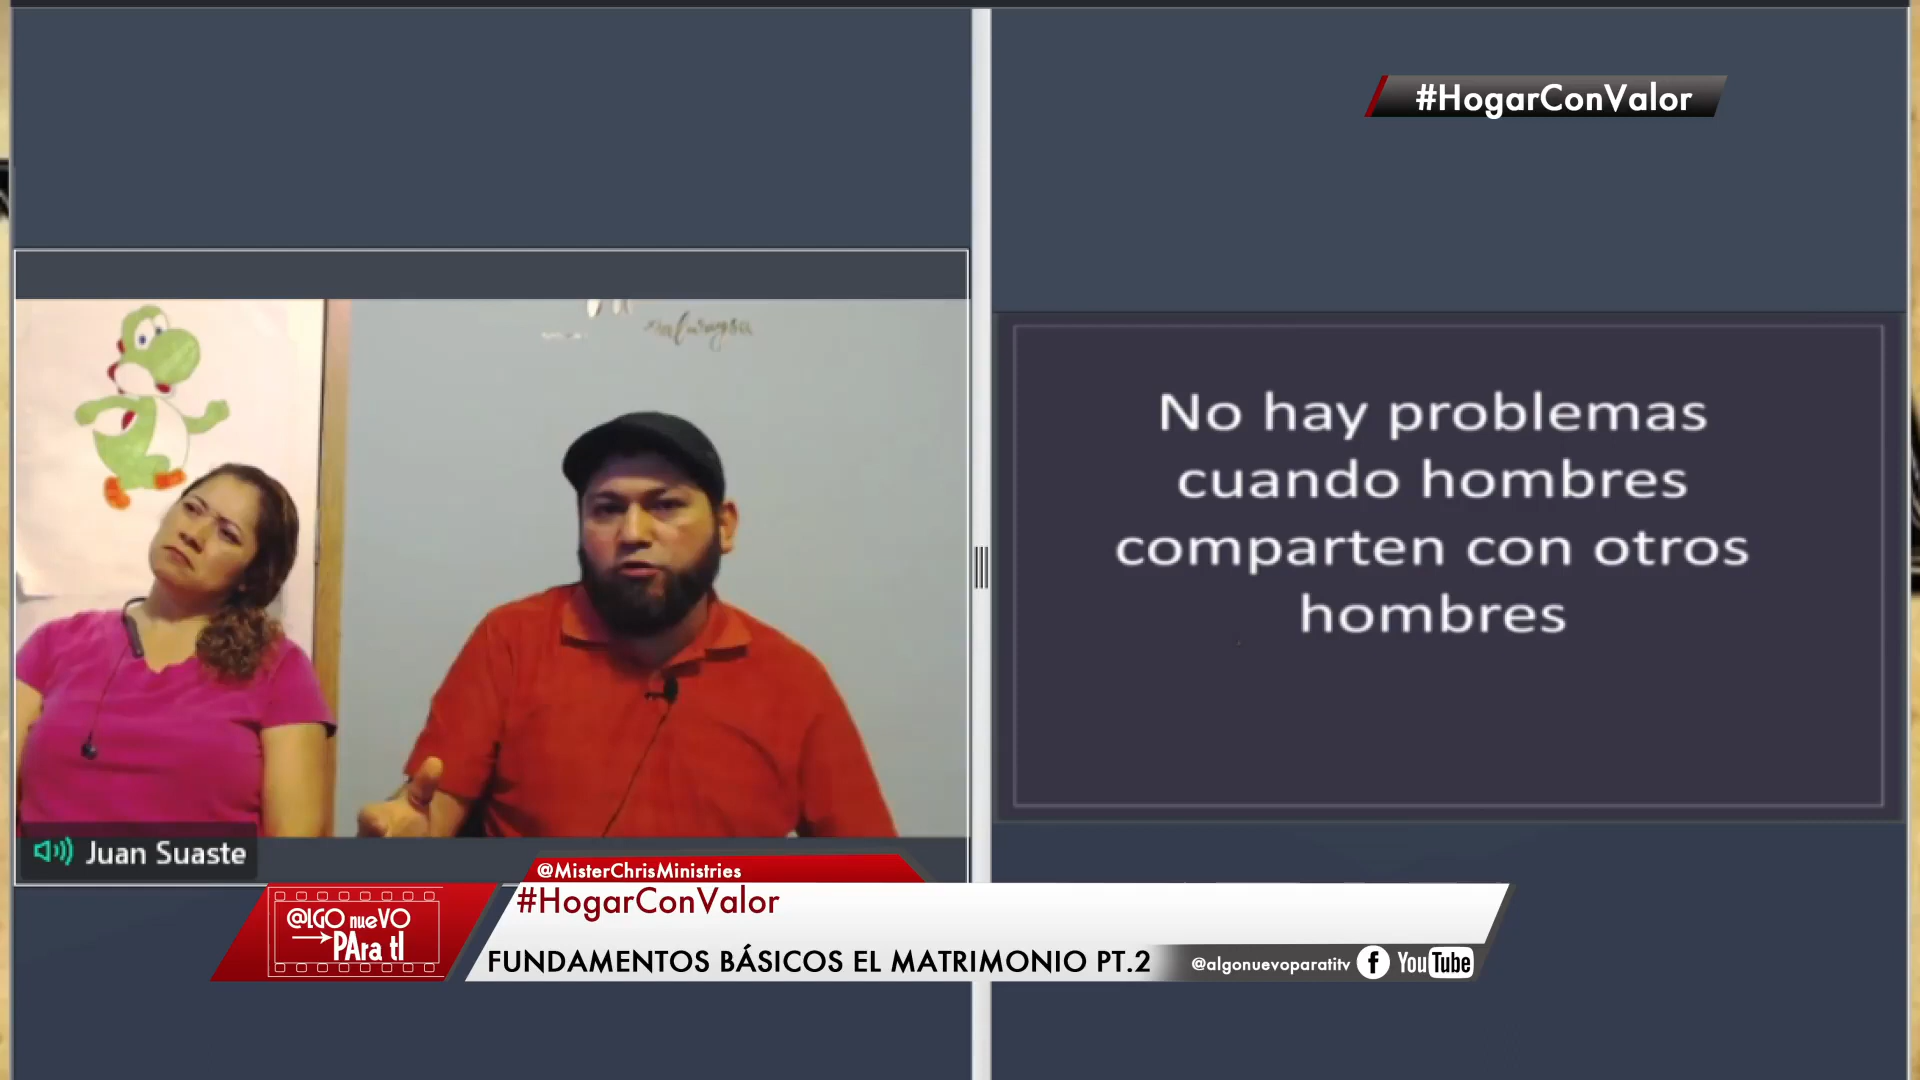 #HogarConValor
No hay problemas
cuando hombres
comparten con otros
hombres
Juan Suaste
@MisterChrisMinistries
#HogarConValor
@LGO nueVO
PAra tI
FUNDAMENTOS BÁSICOS EL MATRIMONIO PT.2
@algonuevoparatitv f YouTube